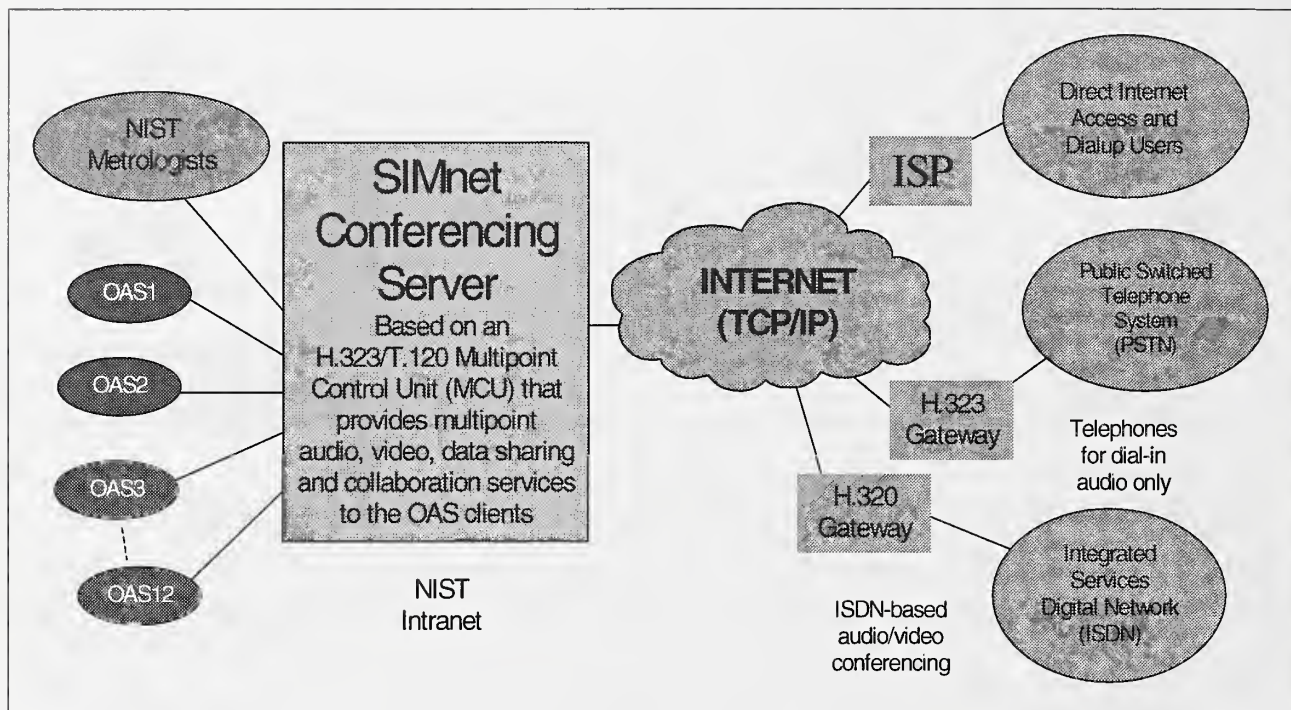 NIST
Metrologists
OAS1
OAS2
OAS3
OAS12
SIMnet
Conferencing
Server
Based on an
H.323/T.120 Multipoint
Control Unit (MCU) that
provides multipoint
audio, video, data sharing
and collaboration services
to the OAS clients
NIST
Intranet
INTERNET
(TCP/IP)
ISP
Direct Internet
Access and
Dialup Users
H.323
Gateway
Public Switched
Telephone
System
(PSTN)
Telephones
for dial-in
audio only
H.320
Gateway
ISDN-based
audio/video
conferencing
Integrated
Services
Digital Network
(ISDN)